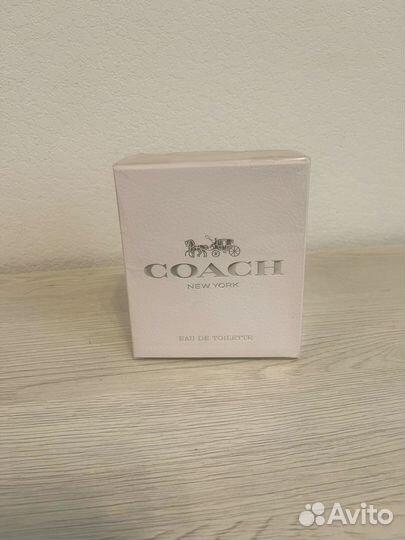 COACH
NEW YORK
EAU DE TOILETTE
Avito